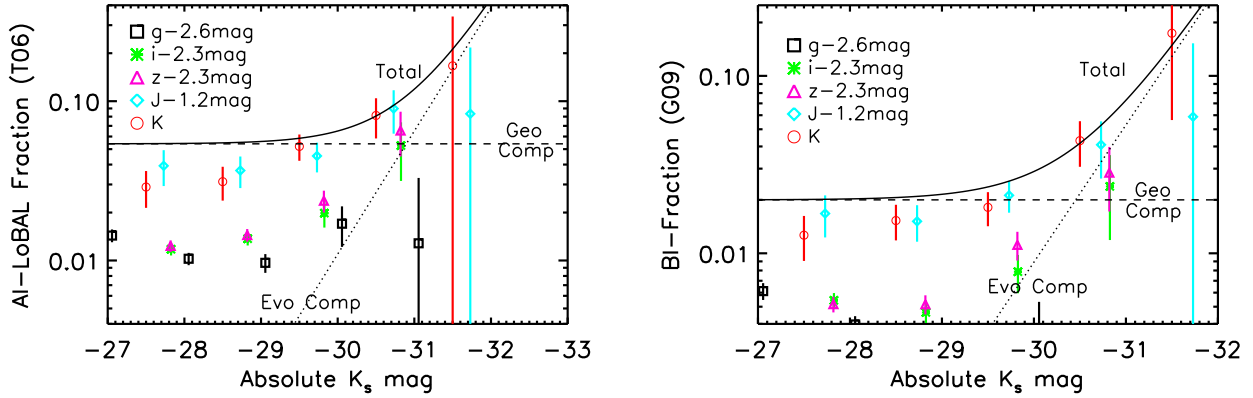 AI−LoBAL Fraction (T06)
0.10
0.01
g−2.6mag
i−2.3mag
z−2.3mag
J−1.2mag
K
Total
Geo
Comp
Evo Comp
−27 −28 −29 −30 −31 −32 −33
Absolute Ks mag
BI−Fraction (G09)
0.10
0.01
g−2.6mag
i−2.3mag
z−2.3mag
J−1.2mag
K
Total
Geo
Comp
Evo Comp
−27 −28 −29 −30 −31 −32
Absolute Ks mag